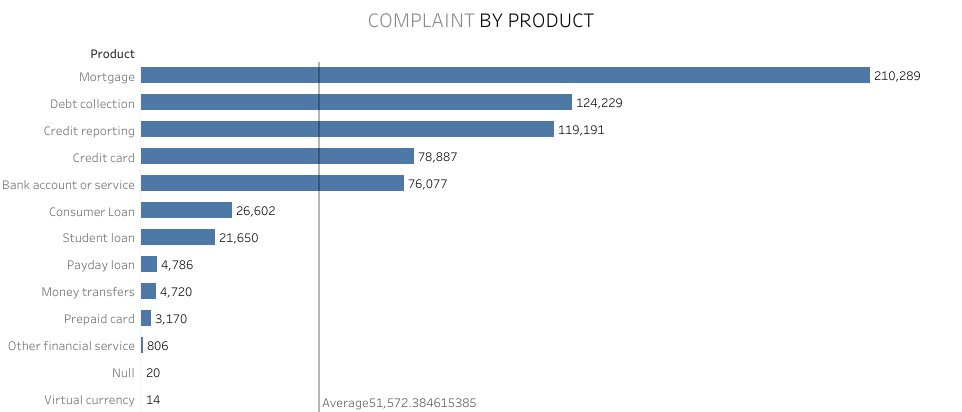 COMPLAINT BY PRODUCT
Product
Mortgage 210,289
Debt collection 124,229
Credit reporting 119,191
Credit card 78,887
Bank account or service 76,077
Consumer Loan 26,602
Student loan 21,650
Payday loan 4,786
Money transfers 4,720
Prepaid card 3,170
Other financial service 806
Null 20
Virtual currency 14
Average51,572.384615385